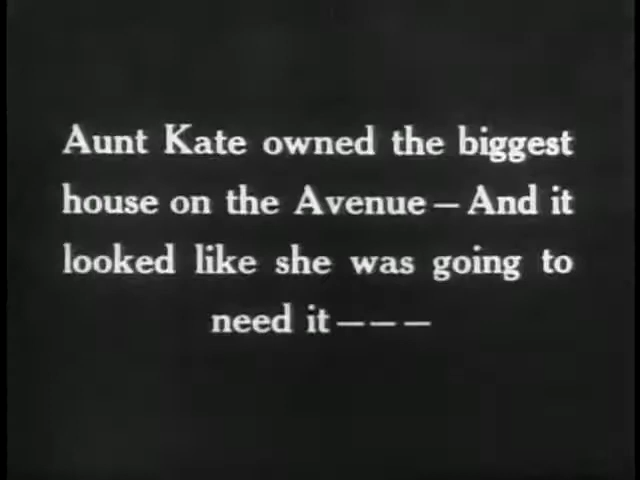 Aunt Kate owned the biggest
house on the Avenue — And it
looked like she was going to
need it — — —